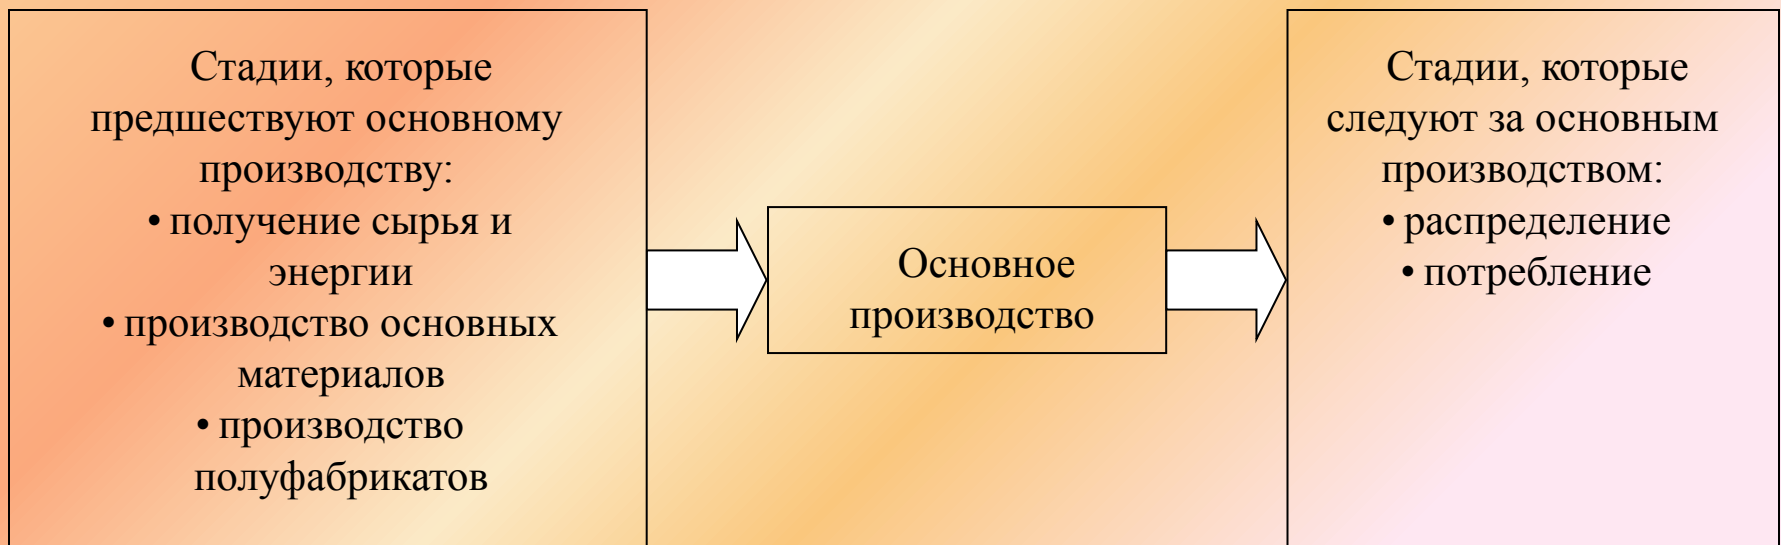 Стадии, которые
предшествуют основному
производству:
• получение сырья и
энергии
• производство основных
материалов
• производство
полуфабрикатов
Основное
производство
Стадии, которые
следуют за основным
производством:
• распределение
• потребление